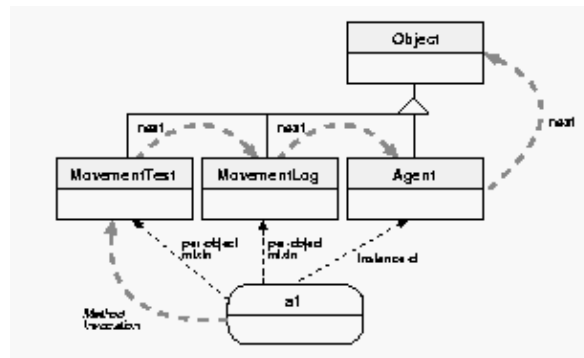 Object
next
next
next
MovementTest
MovementLog
Agent
per-object
mixin
per-object
mixin
instance-of
a1
Method
Invocation